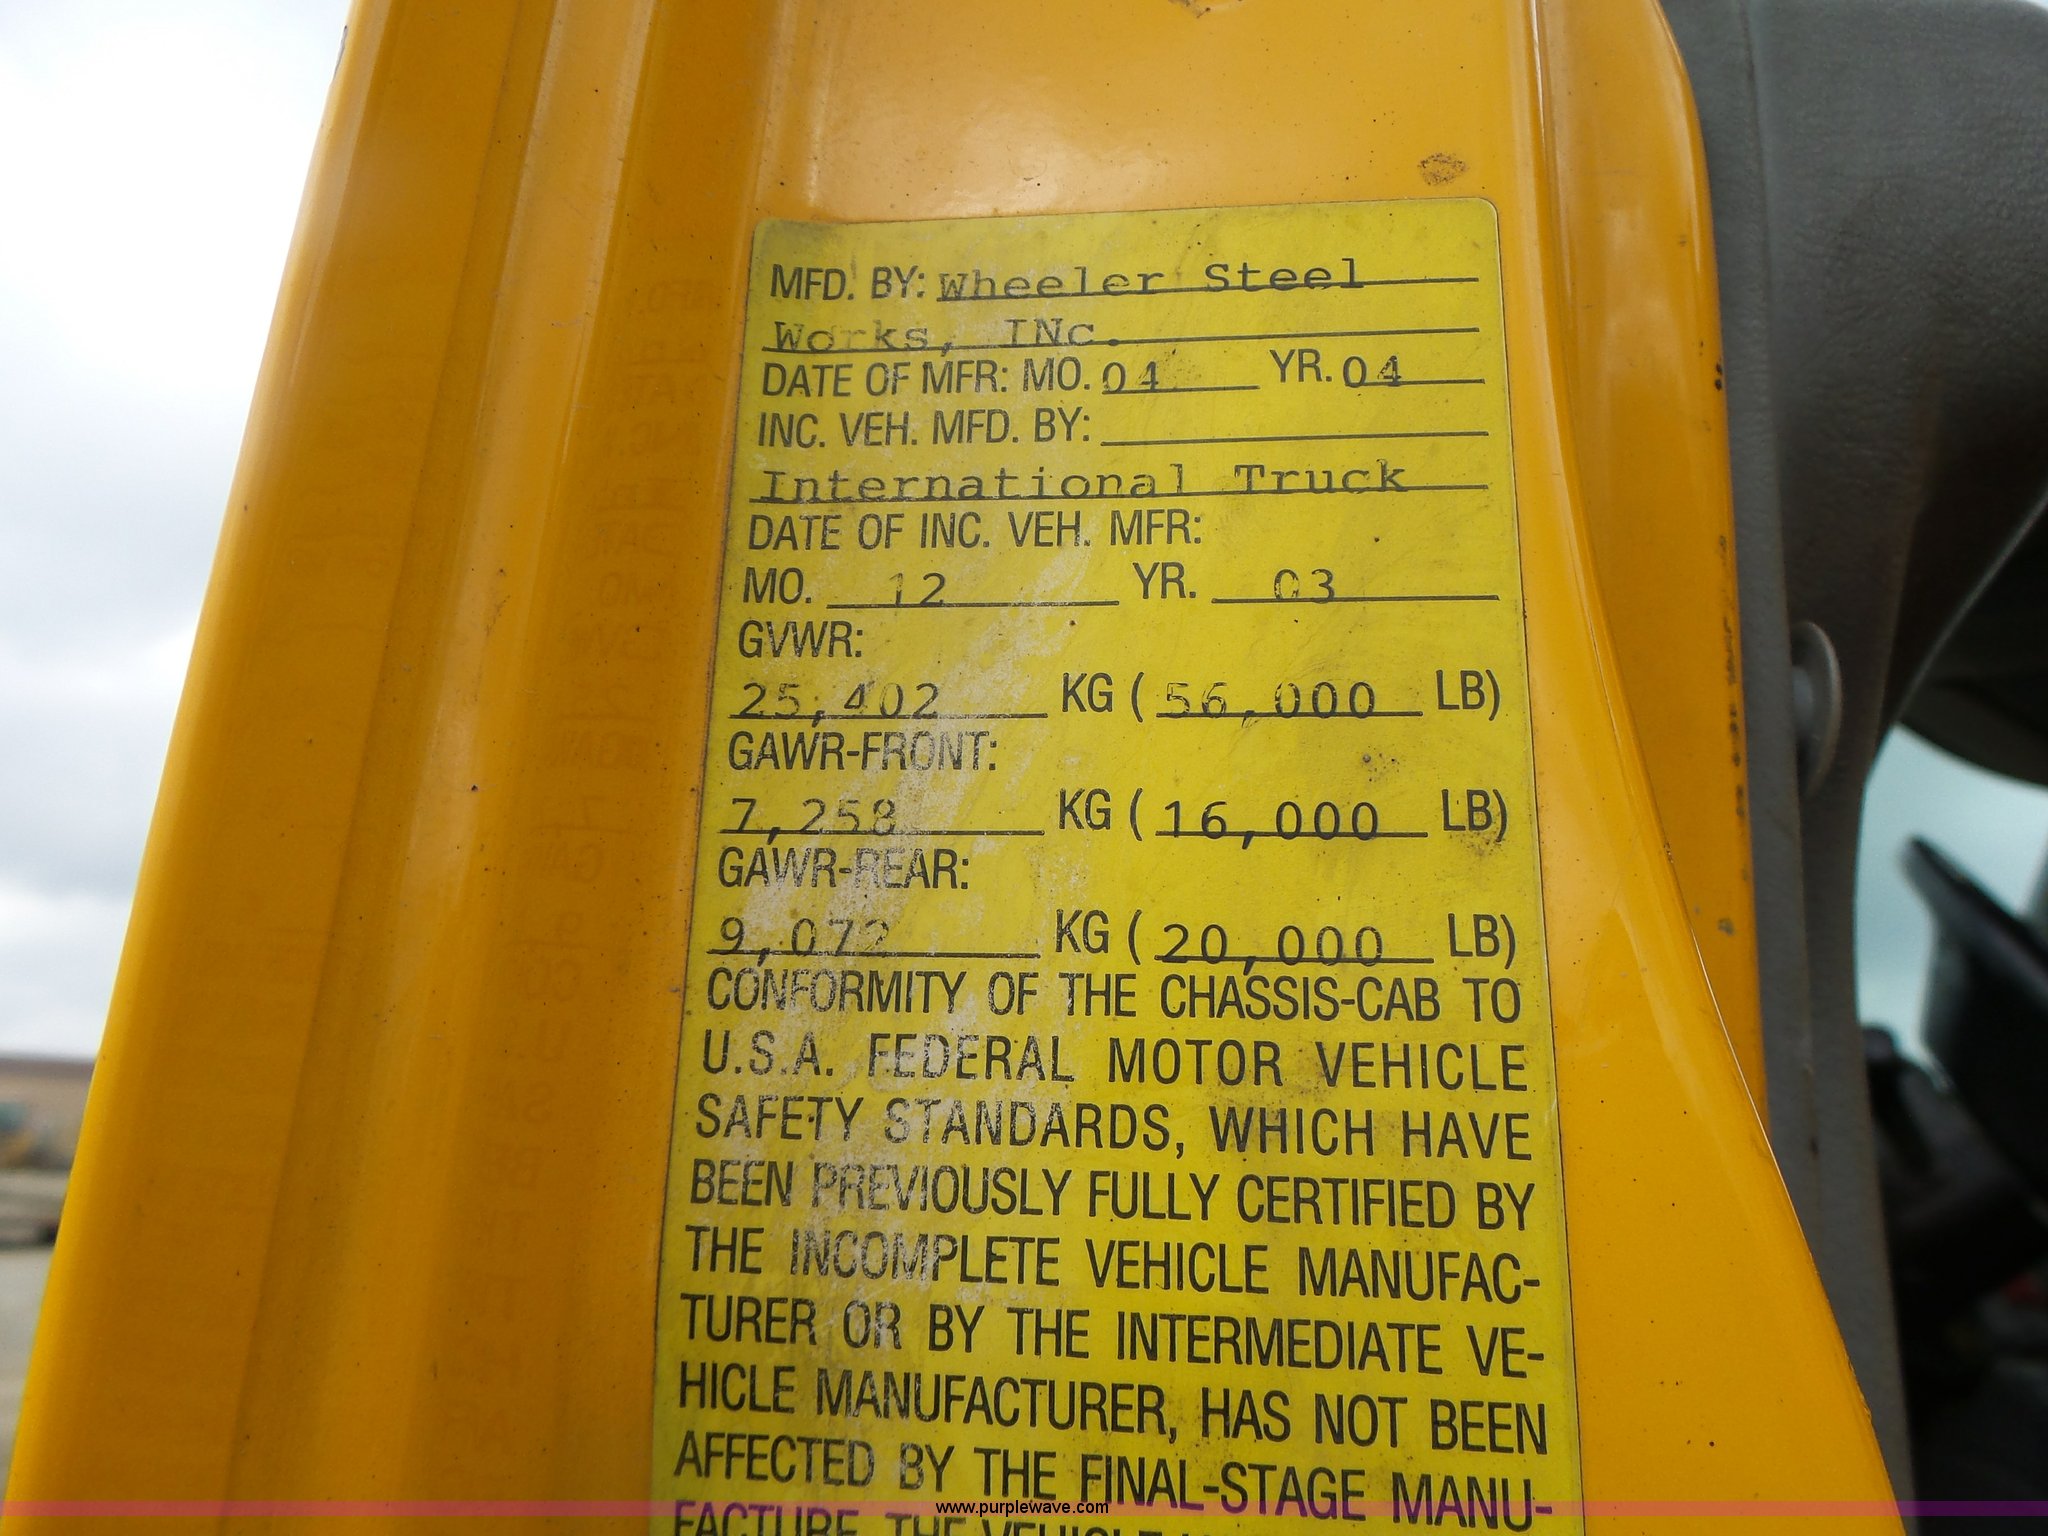 MFD. BY: Wheeler Steel
Works, INc.
DATE OF MFR: MO. 04 YR. 04
INC. VEH. MFD. BY:
International Truck
DATE OF INC. VEH. MFR:
MO. 12 YR. 03
GVWR:
25,402 KG ( 56,000 LB)
GAWR-FRONT:
7,258 KG ( 16,000 LB)
GAWR-REAR:
9,072 KG ( 20,000 LB)
CONFORMITY OF THE CHASSIS-CAB TO
U.S.A. FEDERAL MOTOR VEHICLE
SAFETY STANDARDS, WHICH HAVE
BEEN PREVIOUSLY FULLY CERTIFIED BY
THE INCOMPLETE VEHICLE MANUFAC-
TURER OR BY THE INTERMEDIATE VE-
HICLE MANUFACTURER, HAS NOT BEEN
AFFECTED BY THE FINAL-STAGE MANU-
FACTURE THE VEHICLE
www.purplewave.com